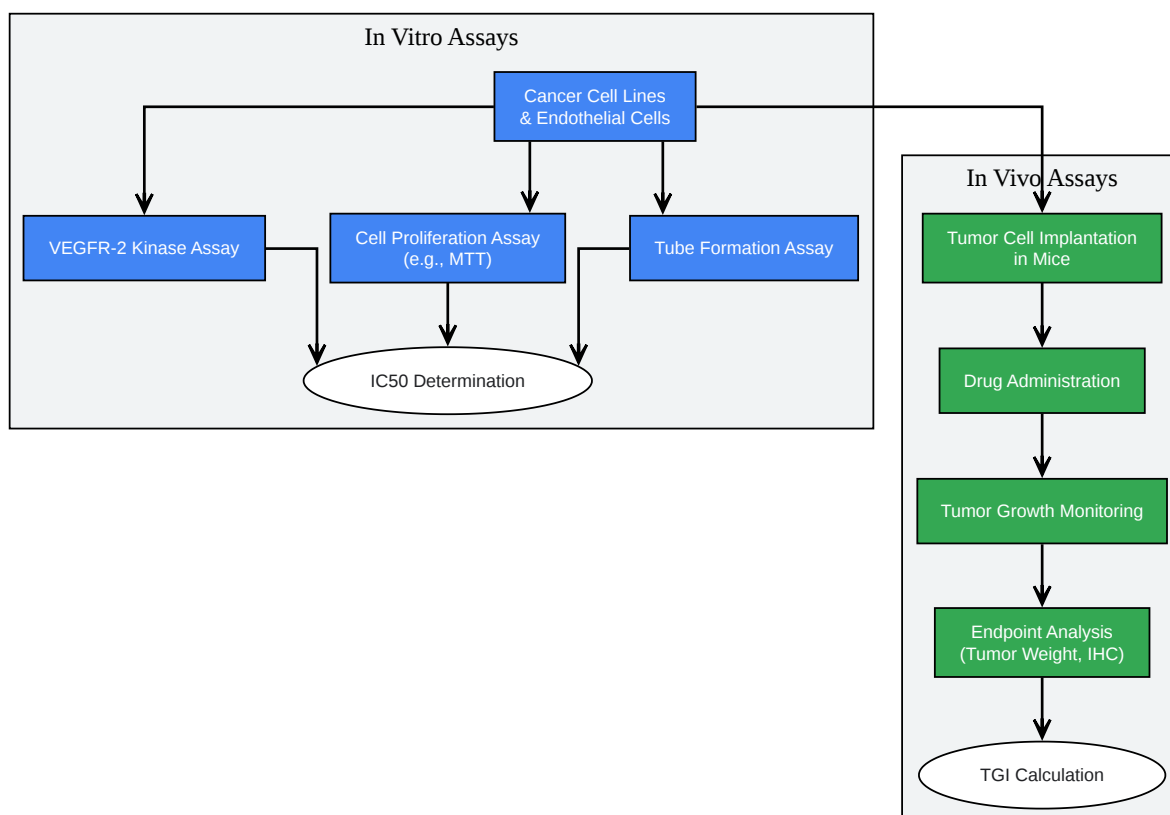 In Vitro Assays
Cancer Cell Lines
& Endothelial Cells
In Vivo Assays
VEGFR-2 Kinase Assay
Cell Proliferation Assay
(e.g., MTT)
Tube Formation Assay
Tumor Cell Implantation
in Mice
IC50 Determination
Drug Administration
Tumor Growth Monitoring
Endpoint Analysis
(Tumor Weight, IHC)
TGI Calculation